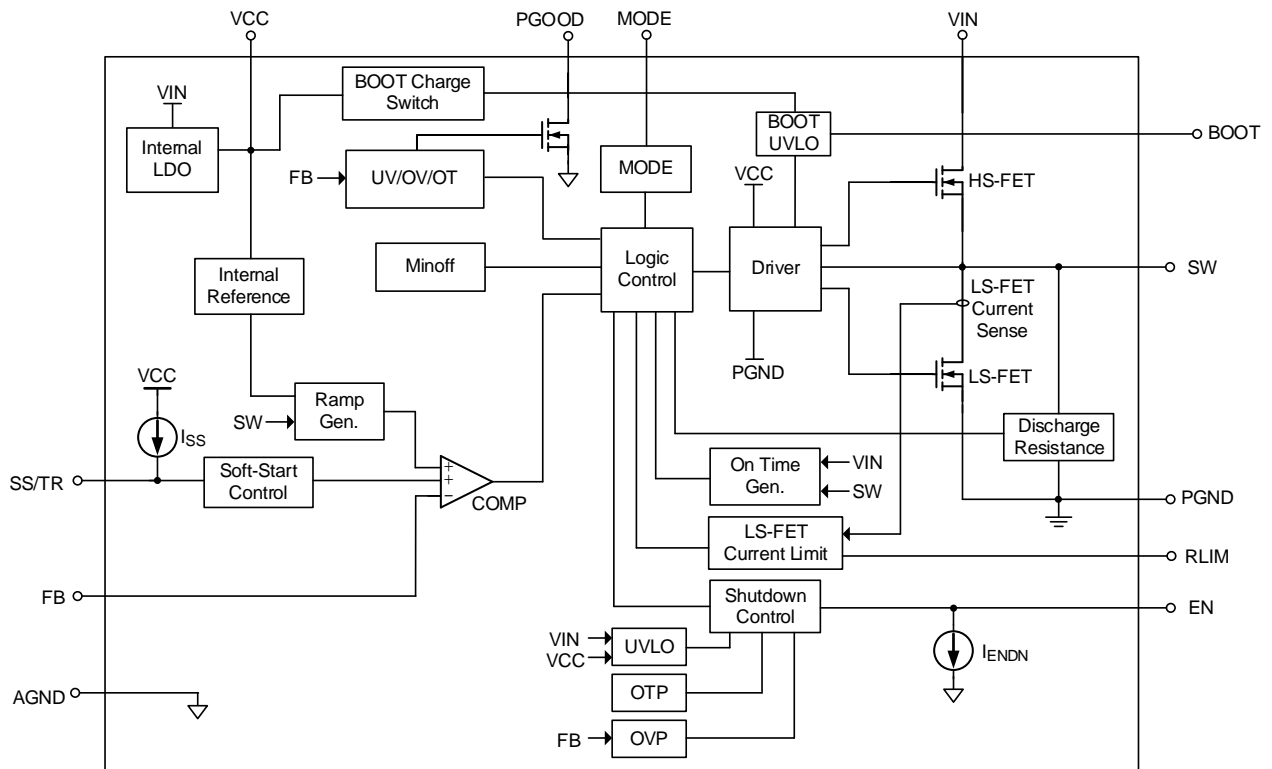 VCC
PGOOD
MODE
VIN
VIN
BOOT Charge
Switch
BOOT
UVLO
BOOT
Internal
LDO
FB
UV/OV/OT
MODE
VCC
HS-FET
Minoff
Logic
Control
Driver
SW
Internal
Reference
LS-FET
Current
Sense
PGND
LS-FET
VCC
ISS
SW
Ramp
Gen.
Discharge
Resistance
SS/TR
Soft-Start
Control
+
+
−
COMP
On Time
Gen.
VIN
SW
PGND
LS-FET
Current Limit
RLIM
FB
Shutdown
Control
EN
VIN
VCC
UVLO
IENDN
OTP
AGND
FB
OVP